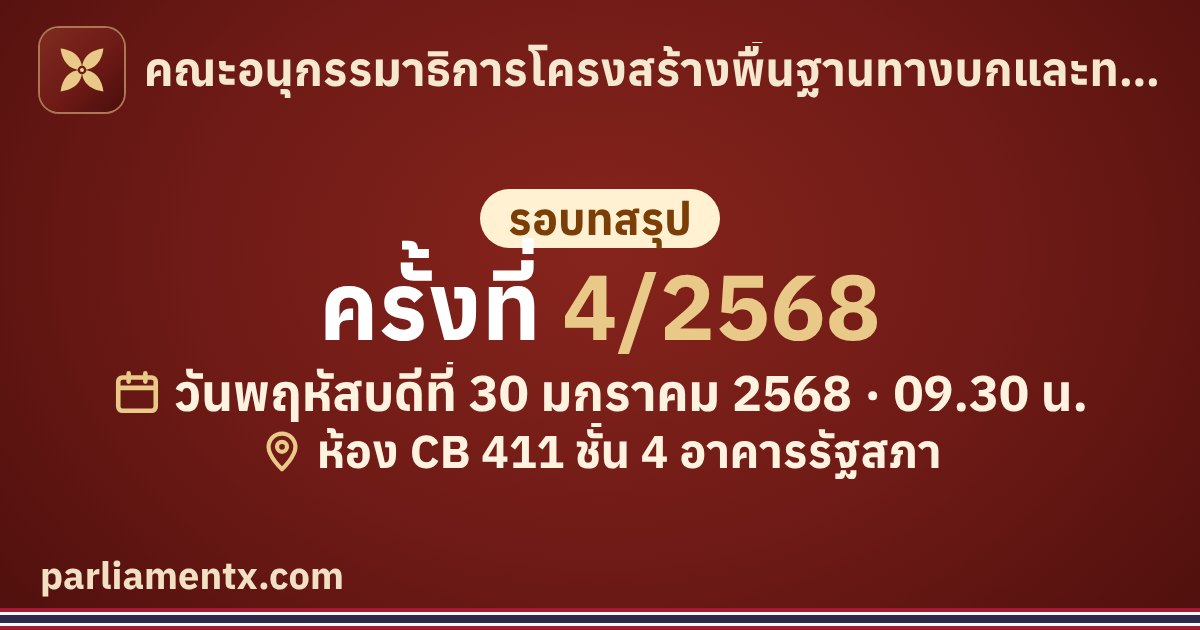 คณะอนุกรรมาธิการโครงสร้างพื้นฐานทางบกและท...
รอบทสรุป
ครั้งที่ 4/2568
วันพฤหัสบดีที่ 30 มกราคม 2568 · 09.30 น.
ห้อง CB 411 ชั้น 4 อาคารรัฐสภา
parliamentx.com